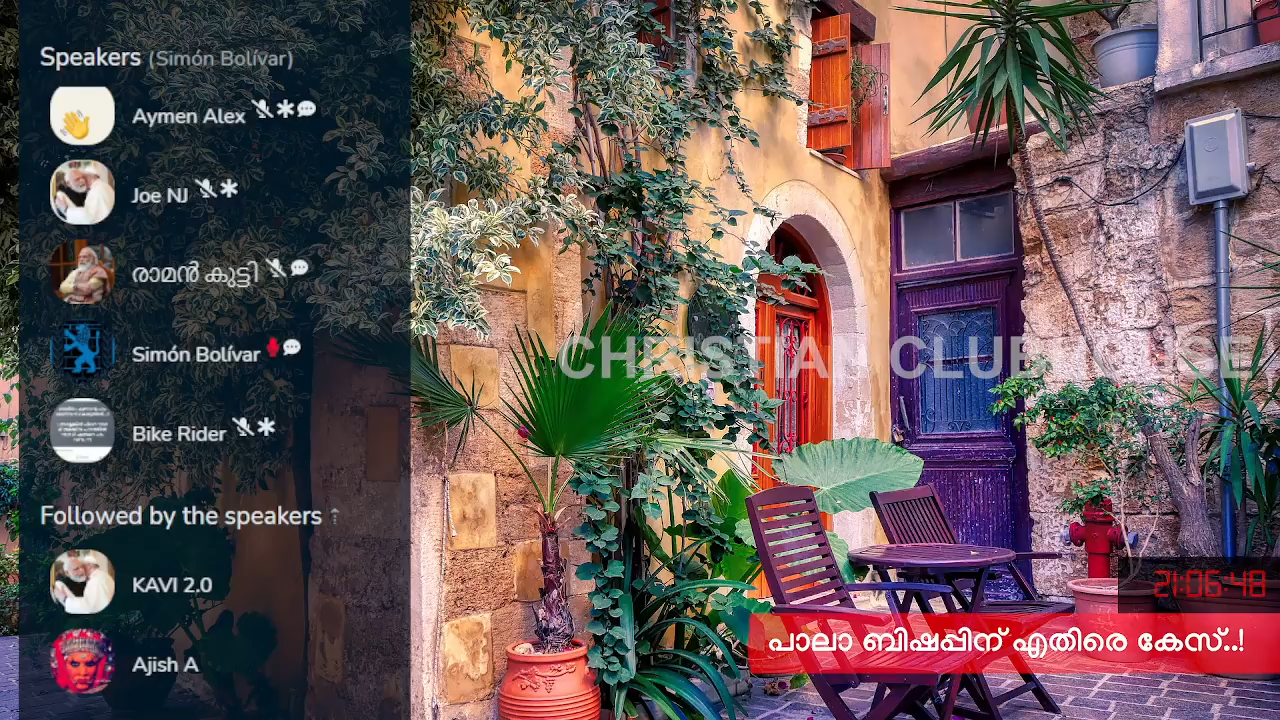 Speakers (Simón Bolívar)
Aymen Alex
Joe NJ
രാമൻ കുട്ടി
Simón Bolívar
Bike Rider
Followed by the speakers ⇡
KAVI 2.0
Ajish A
CHRISTIAN CLUB HOUSE
21:06:48
പാലാ ബിഷപ്പിന് എതിരെ കേസ്..!